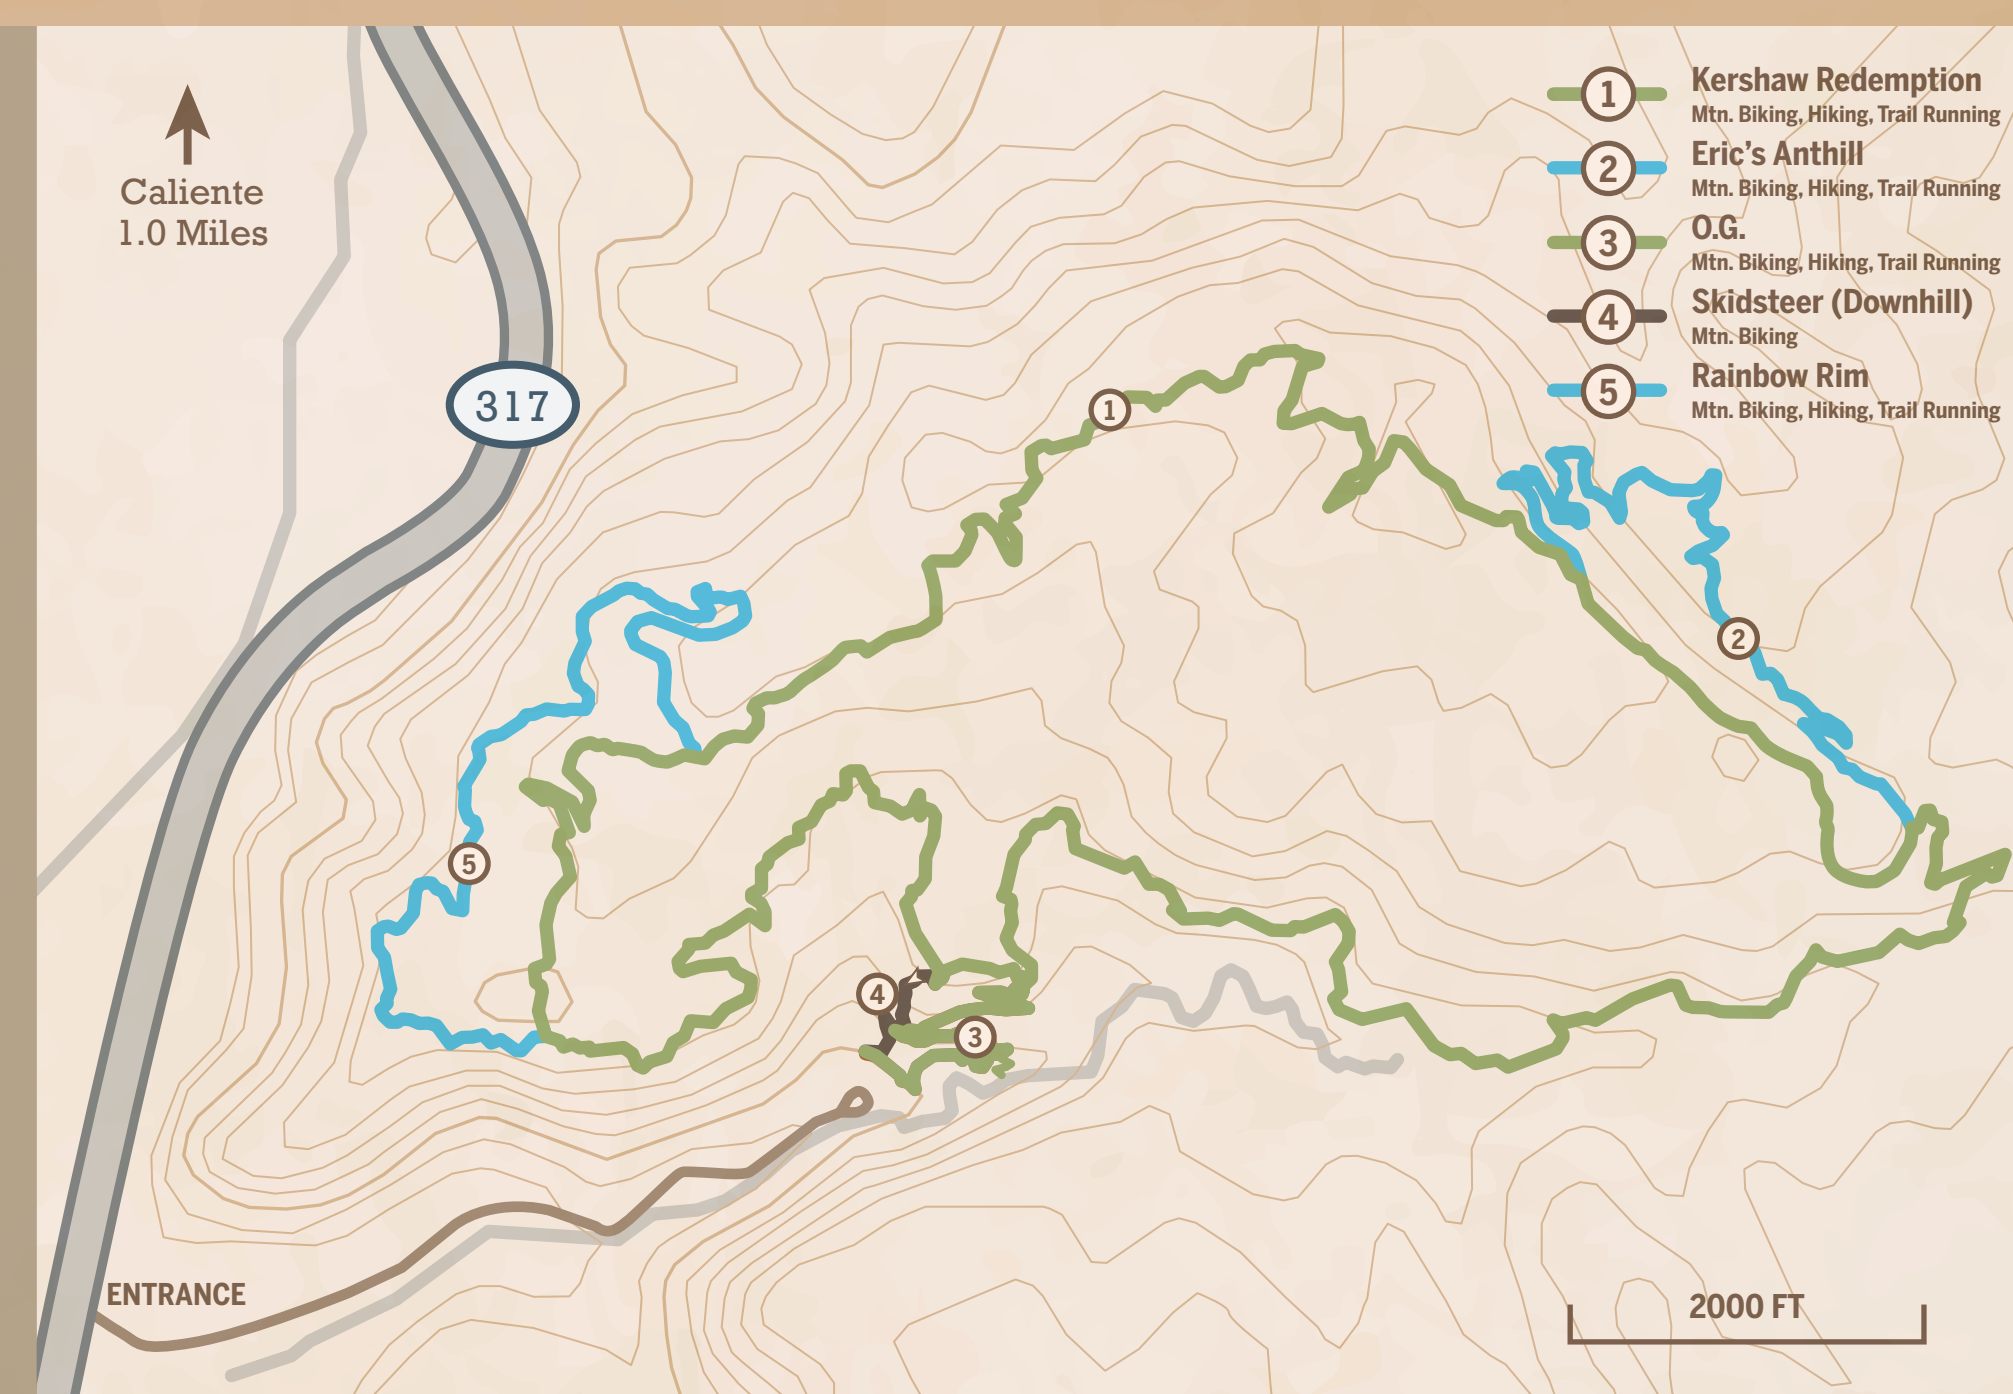 Caliente
1.0 Miles
317
1
Kershaw Redemption
Mtn. Biking, Hiking, Trail Running
2
Eric's Anthill
Mtn. Biking, Hiking, Trail Running
3
O.G.
Mtn. Biking, Hiking, Trail Running
4
Skidsteer (Downhill)
Mtn. Biking
5
Rainbow Rim
Mtn. Biking, Hiking, Trail Running
1
2
5
4
3
ENTRANCE
2000 FT